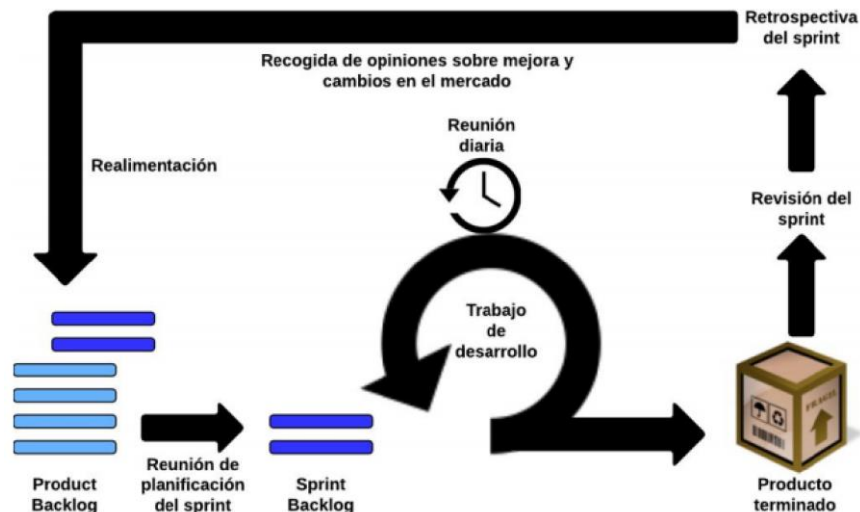 Retrospectiva
del sprint
Recogida de opiniones sobre mejora y
cambios en el mercado
Reunión
diaria
Realimentación
Revisión del
sprint
Trabajo
de
desarrollo
FRAGIL
Product
Backlog
Reunión de
planificación
del sprint
Sprint
Backlog
Producto
terminado